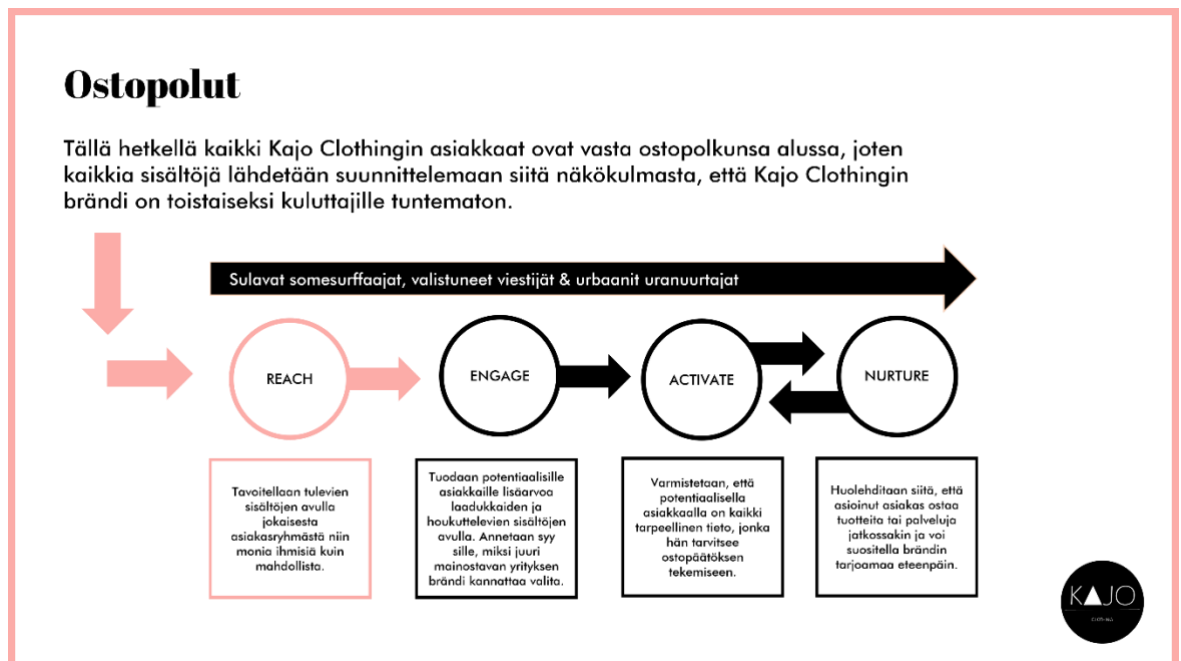 Ostopolut
Tällä hetkellä kaikki Kajo Clothingin asiakkaat ovat vasta ostopolkunsa alussa, joten
kaikkia sisältöjä lähdetään suunnittelemaan siitä näkökulmasta, että Kajo Clothingin
brändi on toistaiseksi kuluttajille tuntematon.
Sulavat somesurffaajat, valistuneet viestijät & urbaanit uranuurtajat
REACH
ENGAGE
ACTIVATE
NURTURE
Tavoitellaan tulevien
sisältöjen avulla
jokaisesta
asiakasryhmästä niin
monia ihmisiä kuin
mahdollista.
Tuodaan potentiaalisille
asiakkaille lisäarvoa
laadukkaiden ja
houkuttelevien sisältöjen
avulla. Annetaan syy
sille, miksi juuri
mainostavan yrityksen
brändi kannattaa valita.
Varmistetaan, että
potentiaalisella
asiakkaalla on kaikki
tarpeellinen tieto, jonka
hän tarvitsee
ostopäätöksen
tekemiseen.
Huolehditaan siitä, että
asioinut asiakas ostaa
tuotteita tai palveluja
jatkossakin ja voi
suositella brändin
tarjoamaa eteenpäin.
KAJO
CLOTHING